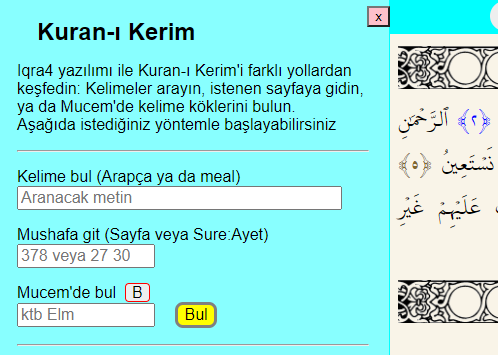 x
Kuran-ı Kerim
Iqra4 yazılımı ile Kuran-ı Kerim'i farklı yollardan
keşfedin: Kelimeler arayın, istenen sayfaya gidin,
ya da Mucem'de kelime köklerini bulun.
Aşağıda istediğiniz yöntemle başlayabilirsiniz
Kelime bul (Arapça ya da meal)
Aranacak metin
Mushafa git (Sayfa veya Sure:Ayet)
378 veya 27 30
Mucem'de bul B
ktb Elm Bul
﴿٢﴾ ٱلرَّحْمَٰنِ
نَسْتَعِينُ ﴿٥﴾
عَلَيْهِمْ غَيْرِ